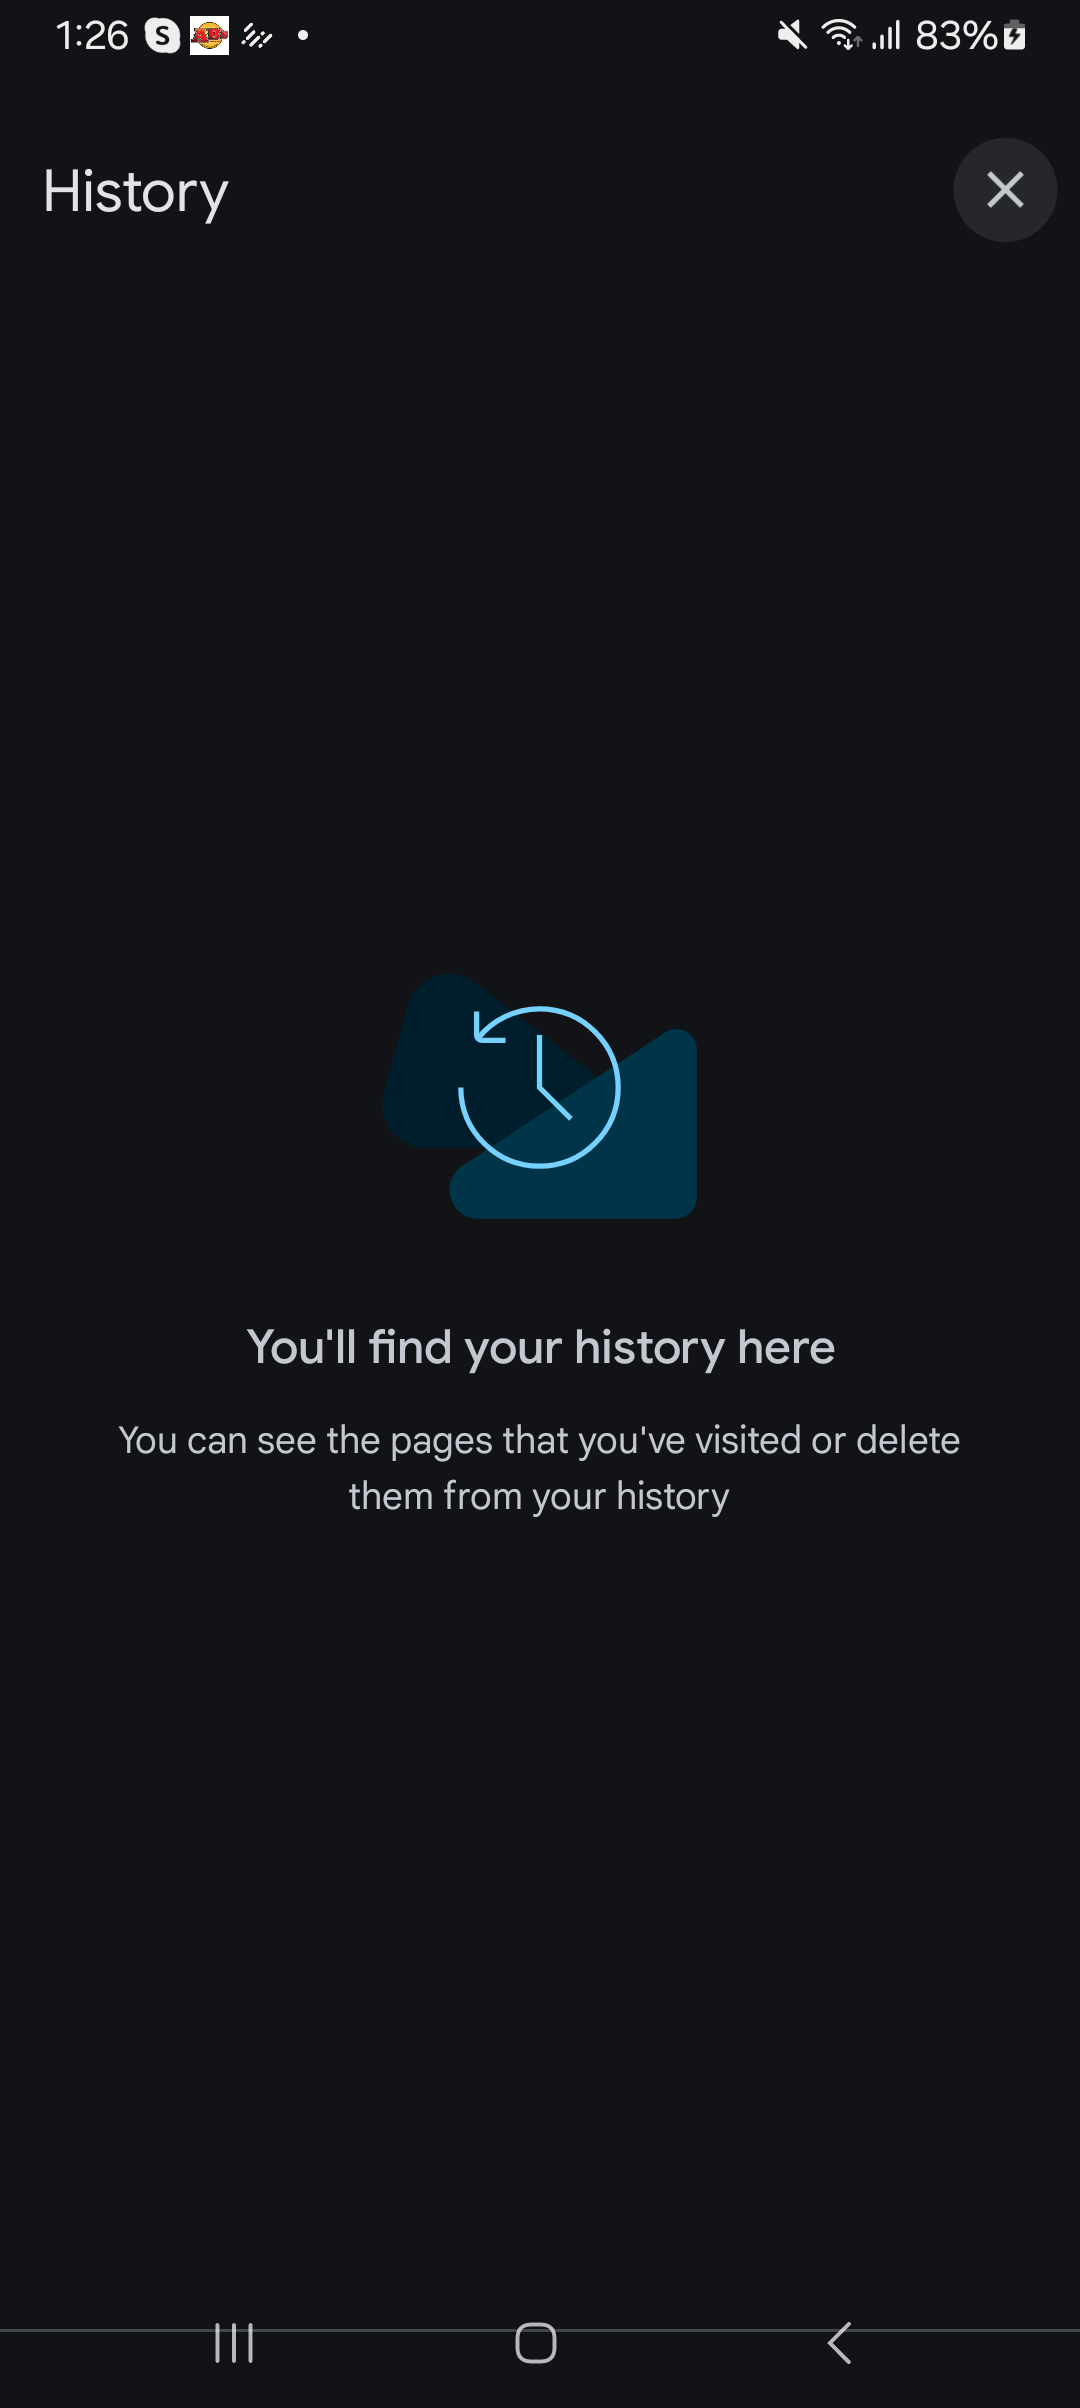 1:26 S 83%
History
You'll find your history here
You can see the pages that you've visited or delete
them from your history